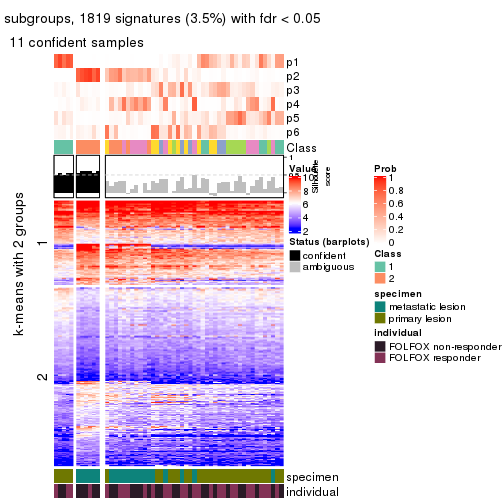 subgroups, 1819 signatures (3.5%) with fdr < 0.05
11 confident samples
p1
p2
p3
p4
p5
p6
Class
1
Silhouette
score
k-means with 2 groups
1
2
Value
10
8
6
4
2
Status (barplots)
confident
ambiguous
Prob
1
0.8
0.6
0.4
0.2
0
Class
1
2
specimen
metastatic lesion
primary lesion
individual
FOLFOX non-responder
FOLFOX responder
specimen
individual